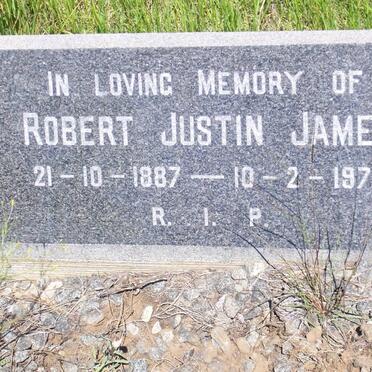 IN LOVING MEMORY OF
ROBERT JUSTIN JAME
21-10-1887 — 10-2-197
R. I. P